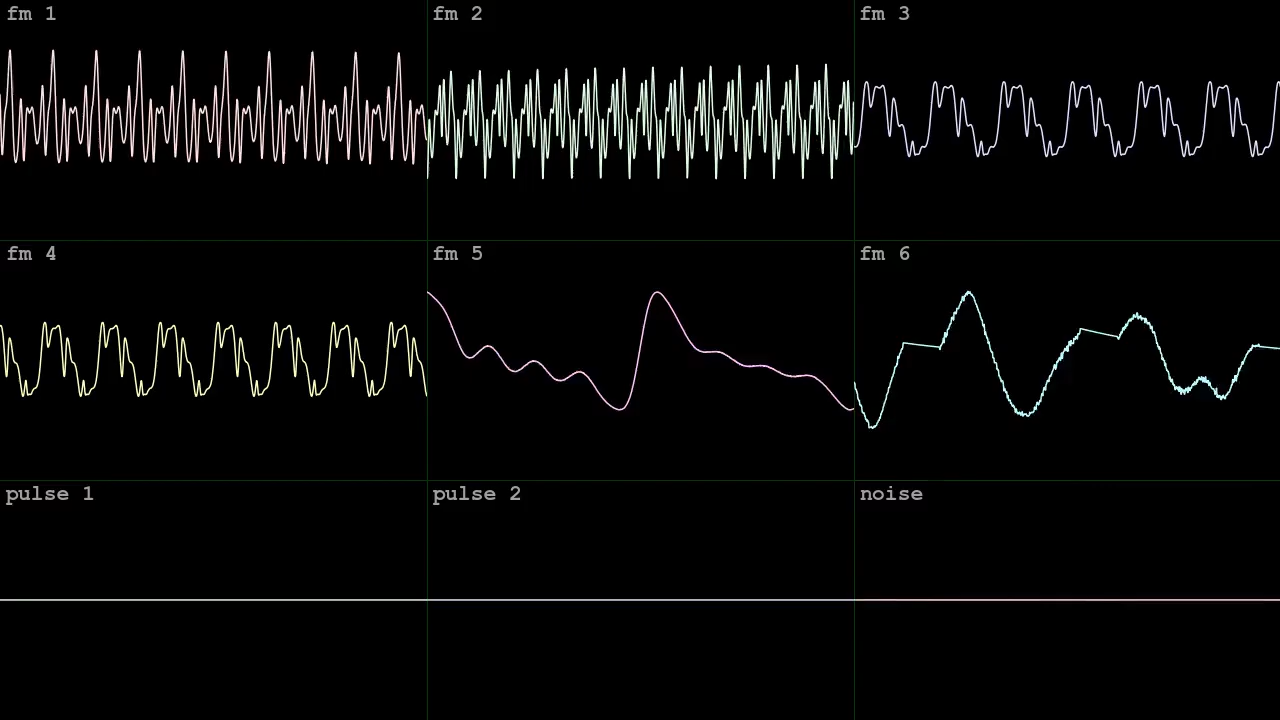 fm 1
fm 2
fm 3
fm 4
fm 5
fm 6
pulse 1
pulse 2
noise